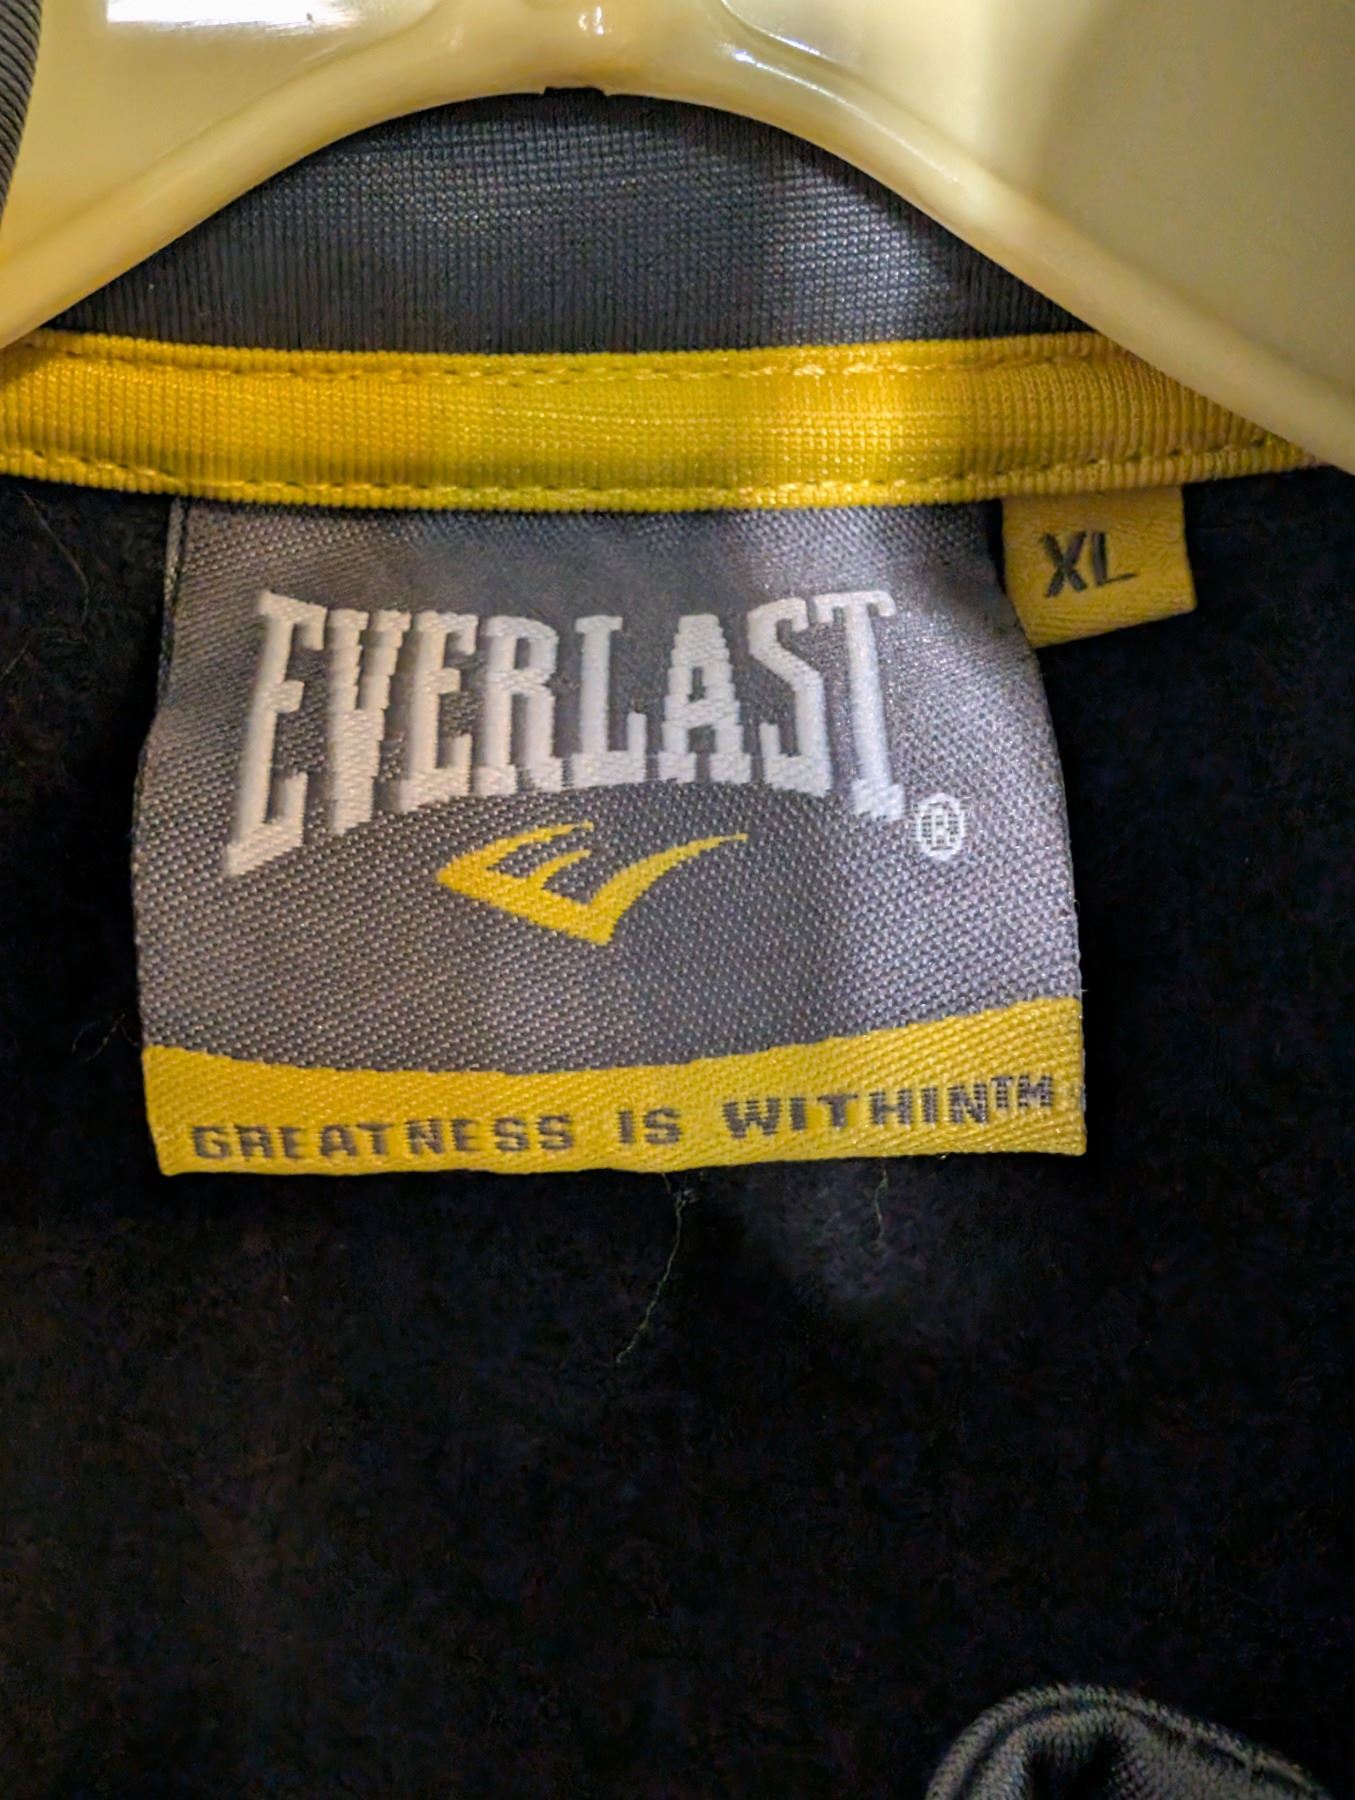 XL
EVERLAST®
GREATNESS IS WITHIN™